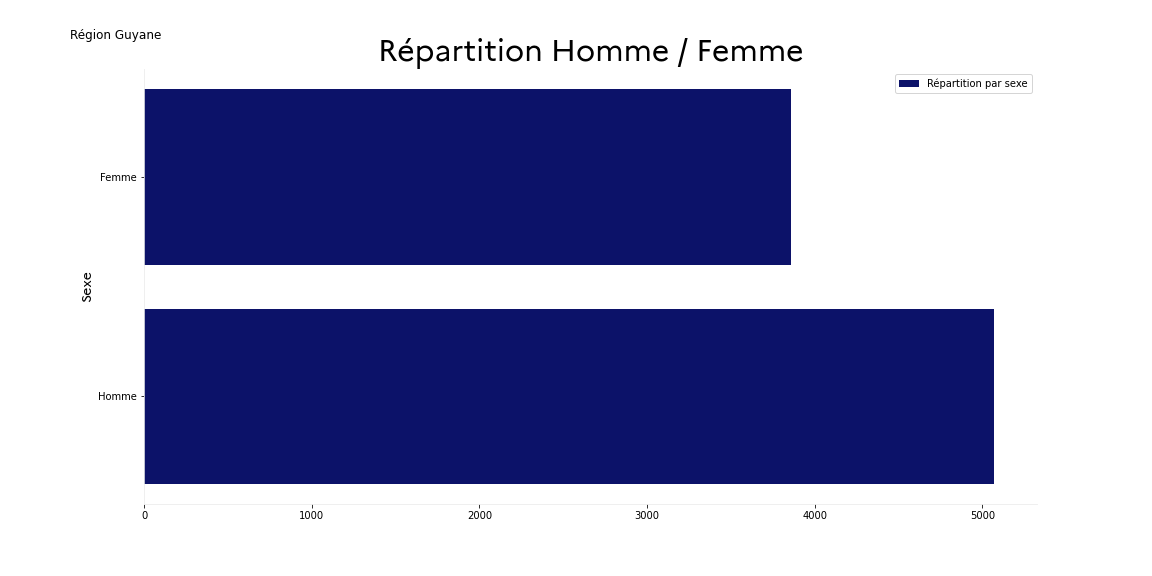 Région Guyane
Répartition Homme / Femme
Répartition par sexe
Femme
Sexe
Homme
0 1000 2000 3000 4000 5000